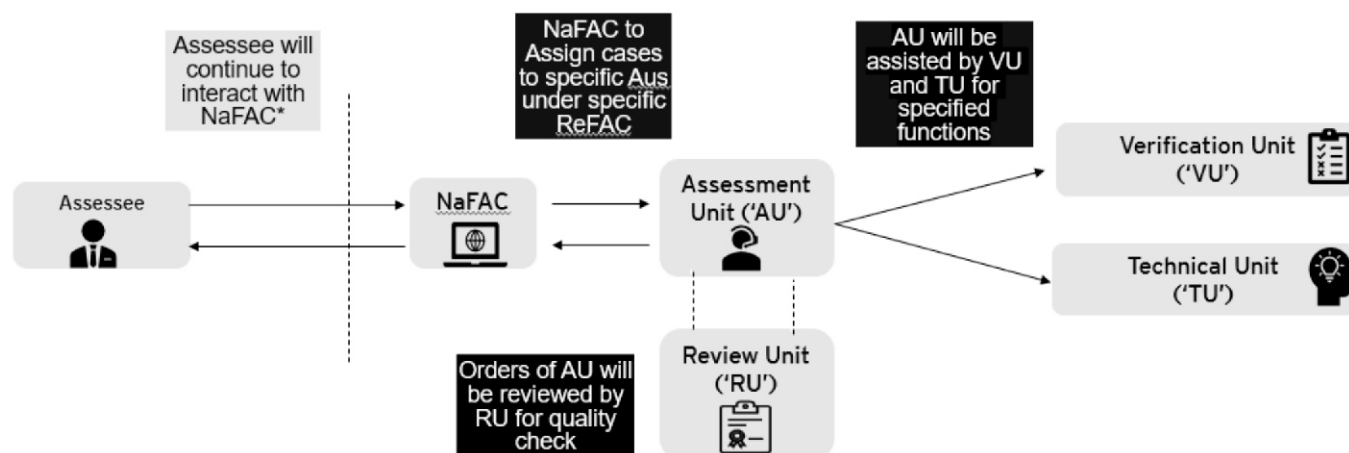 Assessee will
continue to
interact with
NaFAC*
NaFAC to
Assign cases
to specific Aus
under specific
ReFAC
AU will be
assisted by VU
and TU for
specified
functions
Assessee
NaFAC
Assessment
Unit ('AU')
Verification Unit
('VU')
Technical Unit
('TU')
Orders of AU will
be reviewed by
RU for quality
check
Review Unit
('RU')